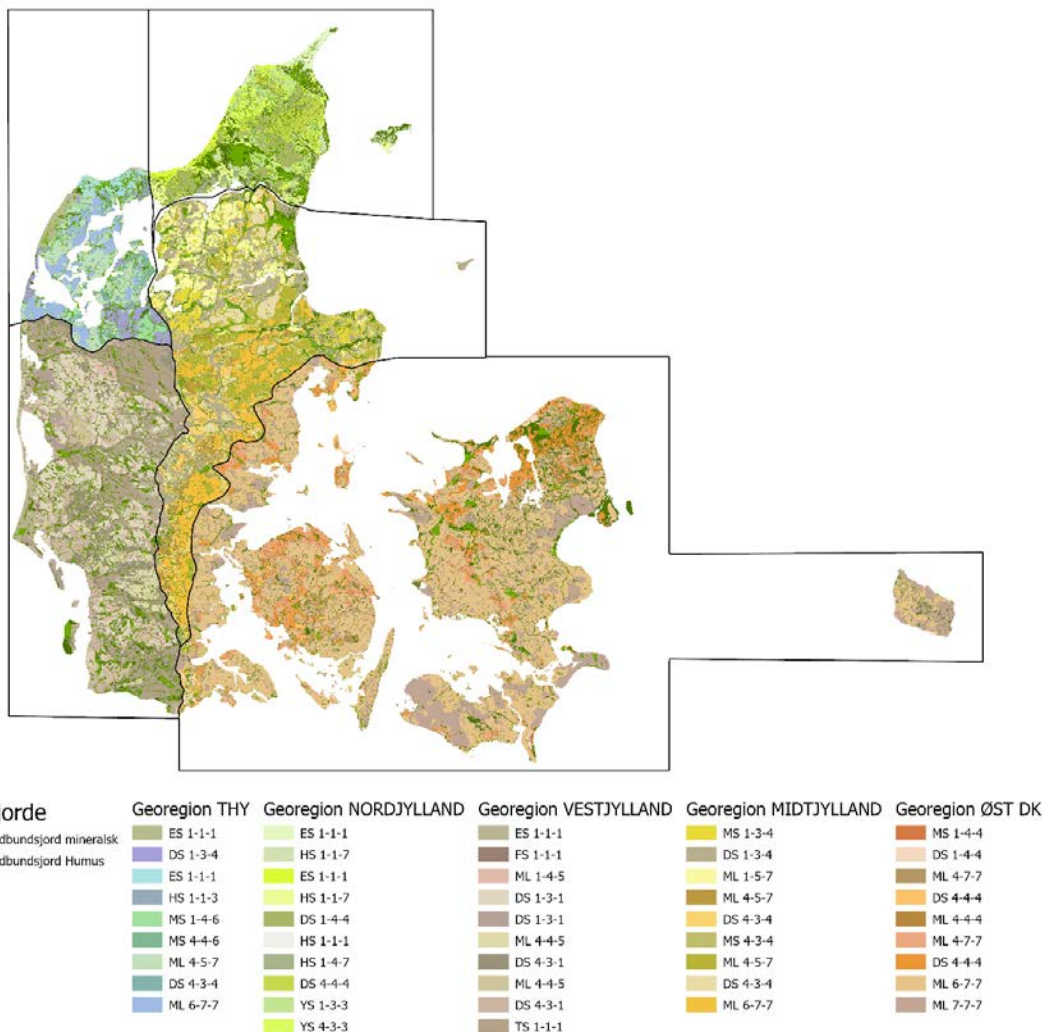 jorde
dbundsjord mineralsk
dbundsjord Humus
Georegion THY
ES 1-1-1
DS 1-3-4
ES 1-1-1
HS 1-1-3
MS 1-4-6
MS 4-4-6
ML 4-5-7
DS 4-3-4
ML 6-7-7
Georegion NORDJYLLAND
ES 1-1-1
HS 1-1-7
ES 1-1-1
HS 1-1-7
DS 1-4-4
HS 1-1-1
HS 1-4-7
DS 4-4-4
YS 1-3-3
YS 4-3-3
Georegion VESTJYLLAND
ES 1-1-1
FS 1-1-1
ML 1-4-5
DS 1-3-1
DS 1-3-1
ML 4-4-5
DS 4-3-1
ML 4-4-5
DS 4-3-1
TS 1-1-1
Georegion MIDTJYLLAND
MS 1-3-4
DS 1-3-4
ML 1-5-7
ML 4-5-7
DS 4-3-4
MS 4-3-4
ML 4-5-7
DS 4-3-4
ML 6-7-7
Georegion ØST DK
MS 1-4-4
DS 1-4-4
ML 4-7-7
DS 4-4-4
ML 4-4-4
ML 4-7-7
DS 4-4-4
ML 6-7-7
ML 7-7-7